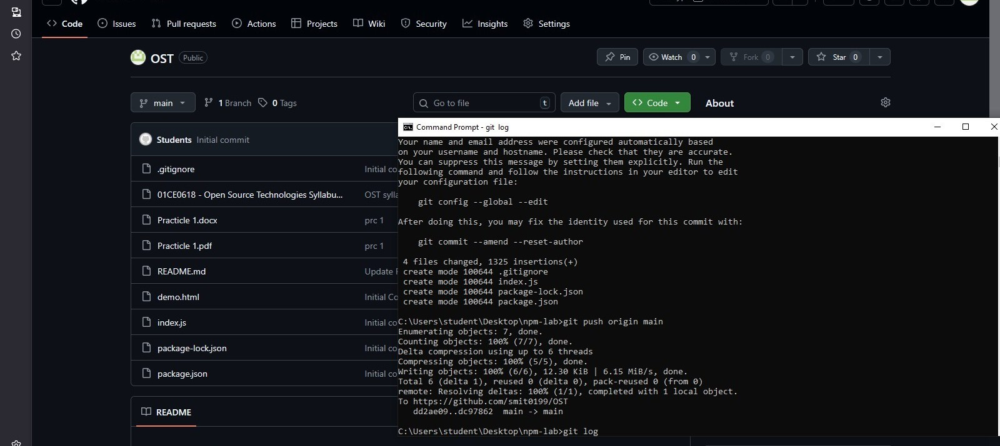 Code Issues Pull requests Actions Projects Wiki Security Insights Settings
OST Public
Pin Watch 0 Fork 0 Star 0
main 1 Branch 0 Tags
Go to file t Add file Code
About
Students Initial commit
.gitignore Initial co
01CE0618 - Open Source Technologies Syllabu... OST sylla
Practicle 1.docx prc 1
Practicle 1.pdf prc 1
README.md Update
demo.html Initial Co
index.js Initial co
package-lock.json Initial co
package.json Initial co
README
Command Prompt - git log
Your name and email address were configured automatically based
on your username and hostname. Please check that they are accurate.
You can suppress this message by setting them explicitly. Run the
following command and follow the instructions in your editor to edit
your configuration file:
git config --global --edit
After doing this, you may fix the identity used for this commit with:
git commit --amend --reset-author
4 files changed, 1325 insertions(+)
create mode 100644 .gitignore
create mode 100644 index.js
create mode 100644 package-lock.json
create mode 100644 package.json
C:\Users\student\Desktop\npm-lab>git push origin main
Enumerating objects: 7, done.
Counting objects: 100% (7/7), done.
Delta compression using up to 6 threads
Compressing objects: 100% (5/5), done.
Writing objects: 100% (6/6), 12.30 KiB | 6.15 MiB/s, done.
Total 6 (delta 1), reused 0 (delta 0), pack-reused 0 (from 0)
remote: Resolving deltas: 100% (1/1), completed with 1 local object.
To https://github.com/smit0199/OST
dd2ae09..dc97862 main -> main
C:\Users\student\Desktop\npm-lab>git log